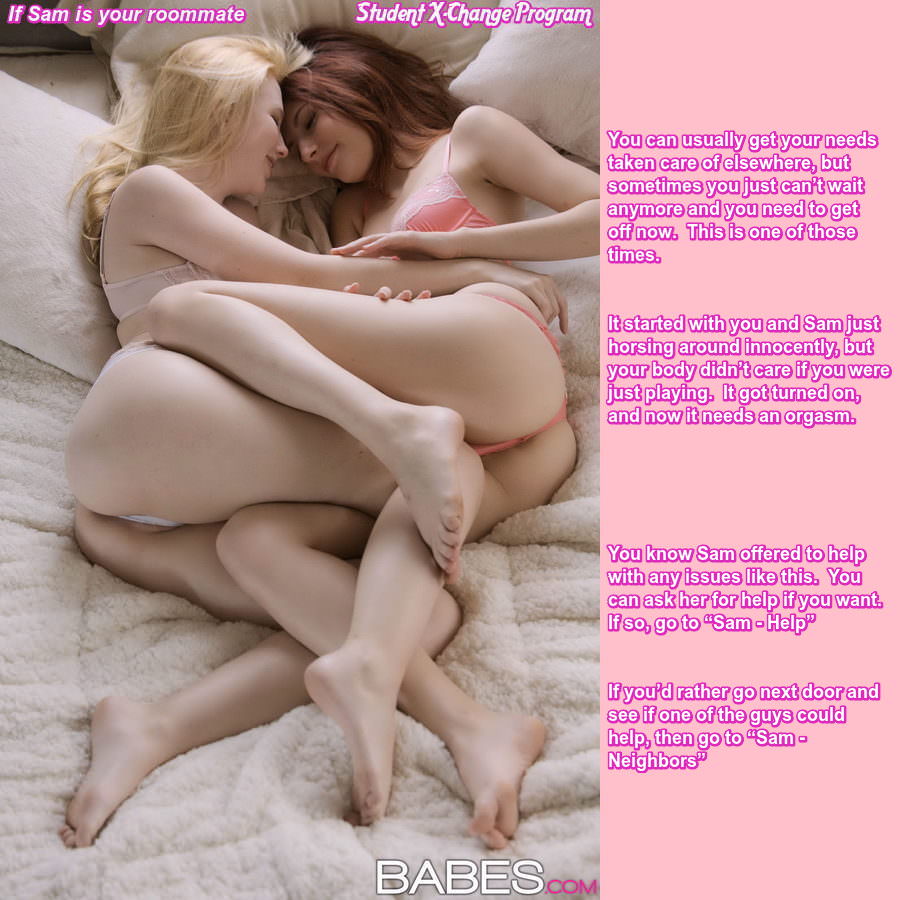 If Sam is your roommate
Student X-Change Program
You can usually get your needs
taken care of elsewhere, but
sometimes you just can't wait
anymore and you need to get
off now. This is one of those
times.
It started with you and Sam just
horsing around innocently, but
your body didn't care if you were
just playing. It got turned on,
and now it needs an orgasm.
You know Sam offered to help
with any issues like this. You
can ask her for help if you want.
If so, go to “Sam - Help”
If you'd rather go next door and
see if one of the guys could
help, then go to “Sam -
Neighbors”
BABES.COM